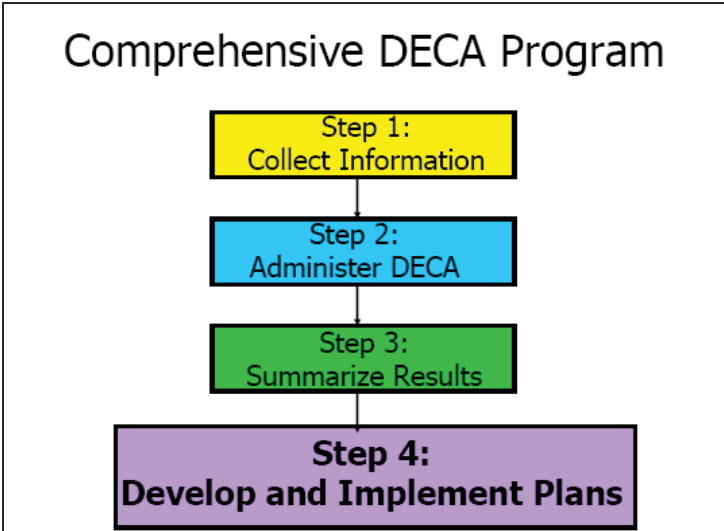 Comprehensive DECA Program
Step 1:
Collect Information
Step 2:
Administer DECA
Step 3:
Summarize Results
Step 4:
Develop and Implement Plans